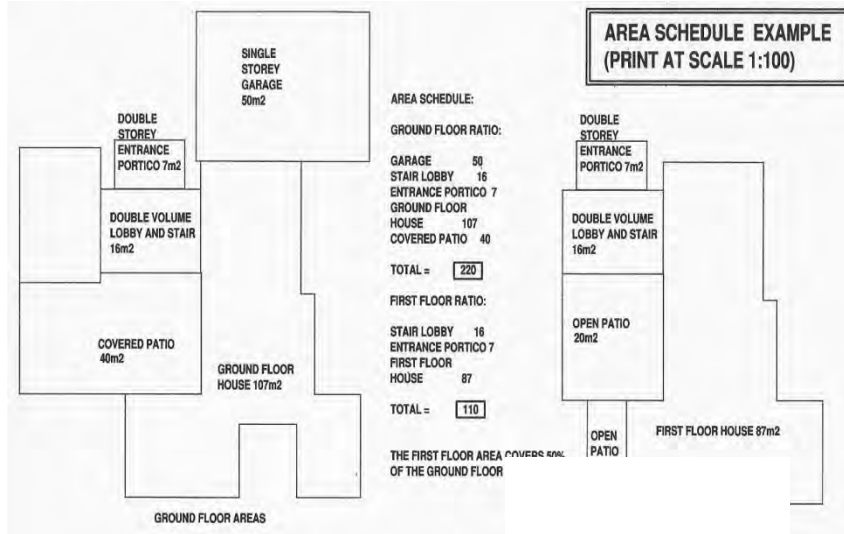 AREA SCHEDULE EXAMPLE
(PRINT AT SCALE 1:100)
SINGLE
STOREY
GARAGE
50m2
DOUBLE
STOREY
ENTRANCE
PORTICO 7m2
DOUBLE VOLUME
LOBBY AND STAIR
16m2
COVERED PATIO
40m2
GROUND FLOOR
HOUSE 107m2
GROUND FLOOR AREAS
AREA SCHEDULE:
GROUND FLOOR RATIO:
GARAGE 50
STAIR LOBBY 16
ENTRANCE PORTICO 7
GROUND FLOOR
HOUSE 107
COVERED PATIO 40
TOTAL = 220
FIRST FLOOR RATIO:
STAIR LOBBY 16
ENTRANCE PORTICO 7
FIRST FLOOR
HOUSE 87
TOTAL = 110
THE FIRST FLOOR AREA COVERS 50%
OF THE GROUND FLOOR
DOUBLE
STOREY
ENTRANCE
PORTICO 7m2
DOUBLE VOLUME
LOBBY AND STAIR
16m2
OPEN PATIO
20m2
OPEN
PATIO
FIRST FLOOR HOUSE 87m2